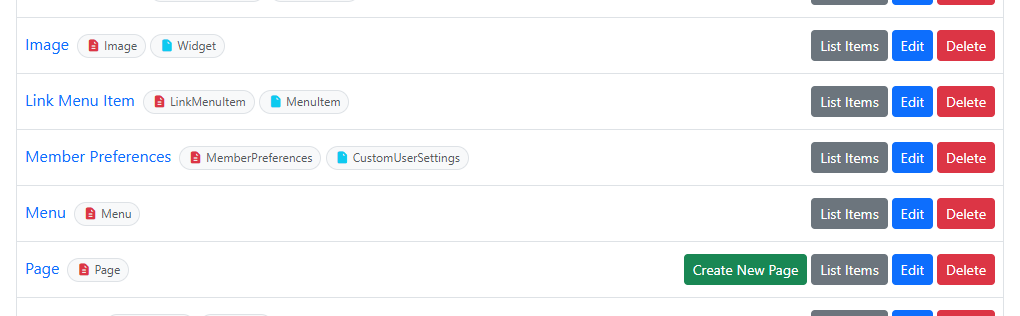 Image Image Widget List Items Edit Delete
Link Menu Item LinkMenuItem MenuItem List Items Edit Delete
Member Preferences MemberPreferences CustomUserSettings List Items Edit Delete
Menu Menu List Items Edit Delete
Page Page Create New Page List Items Edit Delete